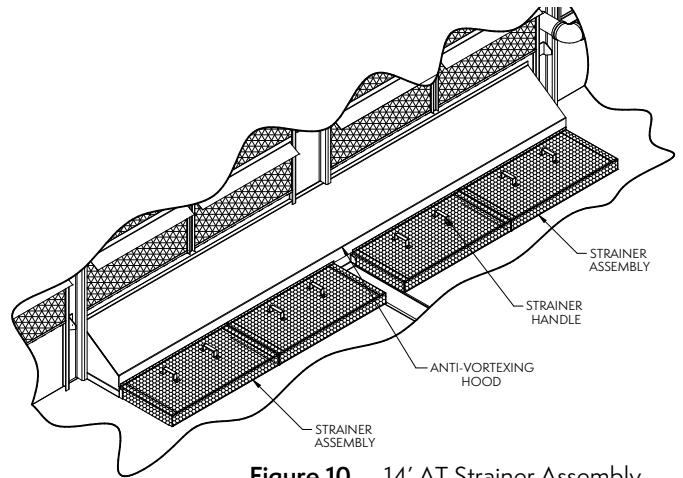 STRAINER
ASSEMBLY
STRAINER
HANDLE
ANTI-VORTEXING
HOOD
STRAINER
ASSEMBLY
Figure 10 14' AT Strainer Assembly